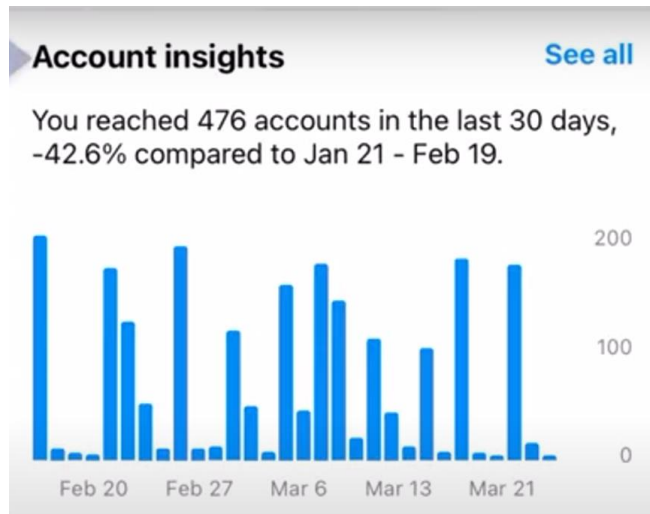 Account insights See all
You reached 476 accounts in the last 30 days,
-42.6% compared to Jan 21 - Feb 19.
200
100
0
Feb 20 Feb 27 Mar 6 Mar 13 Mar 21